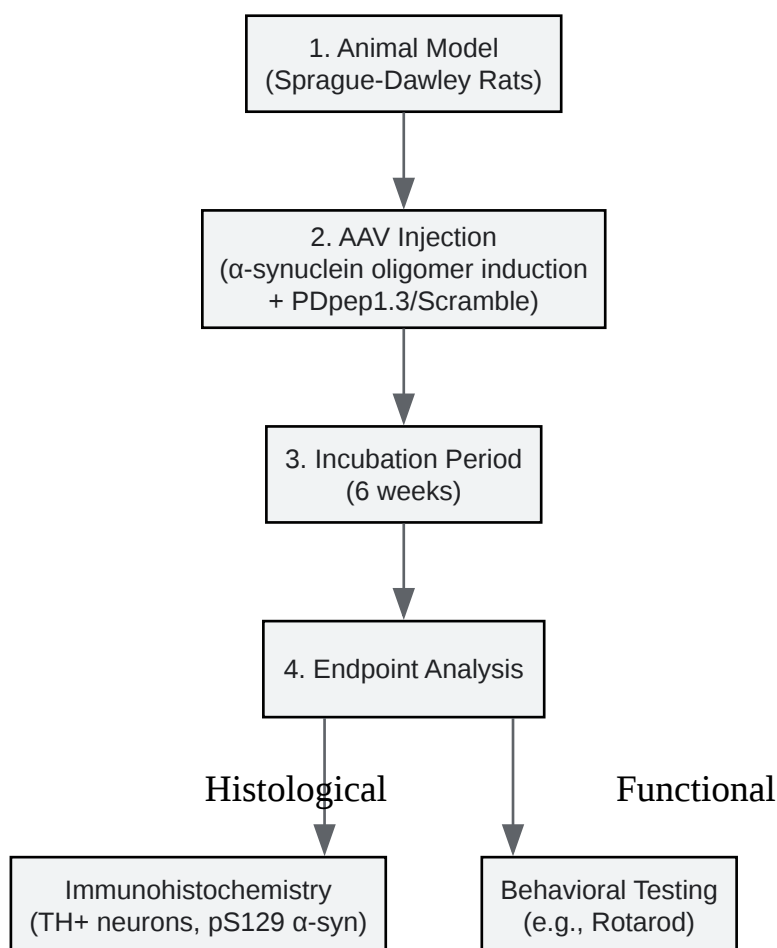 1. Animal Model
(Sprague-Dawley Rats)
2. AAV Injection
(α-synuclein oligomer induction
+ PDpep1.3/Scramble)
3. Incubation Period
(6 weeks)
4. Endpoint Analysis
Histological
Functional
Immunohistochemistry
(TH+ neurons, pS129 α-syn)
Behavioral Testing
(e.g., Rotarod)